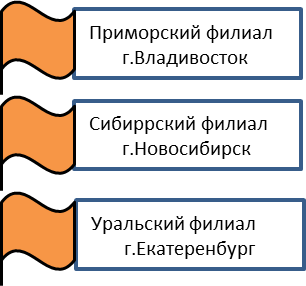 Приморский филиал
г.Владивосток
Сибиррский филиал
г.Новосибирск
Уральский филиал
г.Екатеренбург